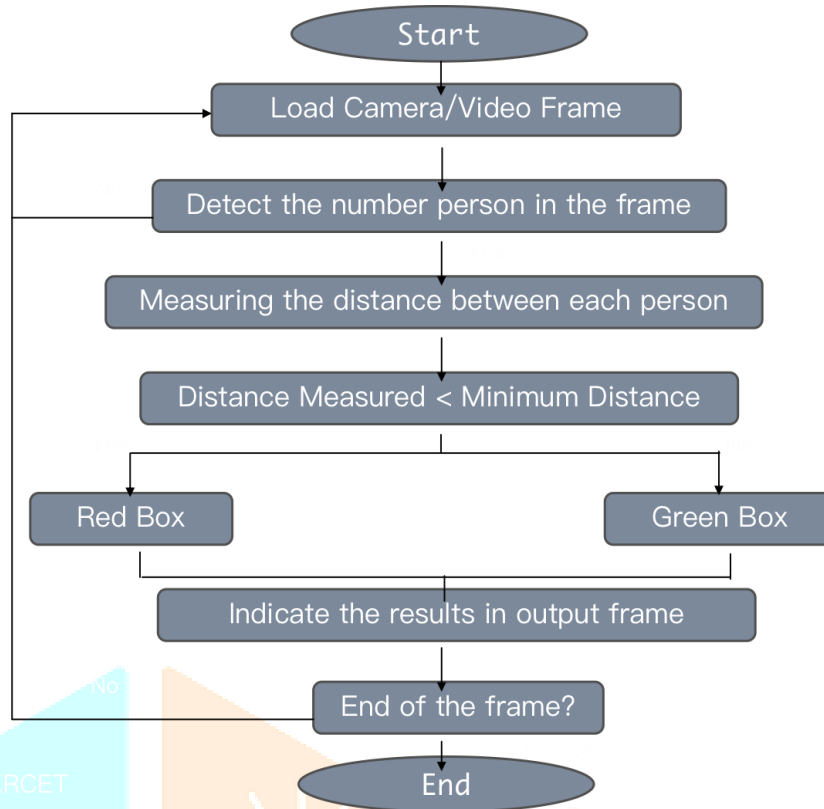 Start
Load Camera/Video Frame
Detect the number person in the frame
Measuring the distance between each person
Distance Measured < Minimum Distance
Red Box
Green Box
Indicate the results in output frame
No
End of the frame?
RCET
End